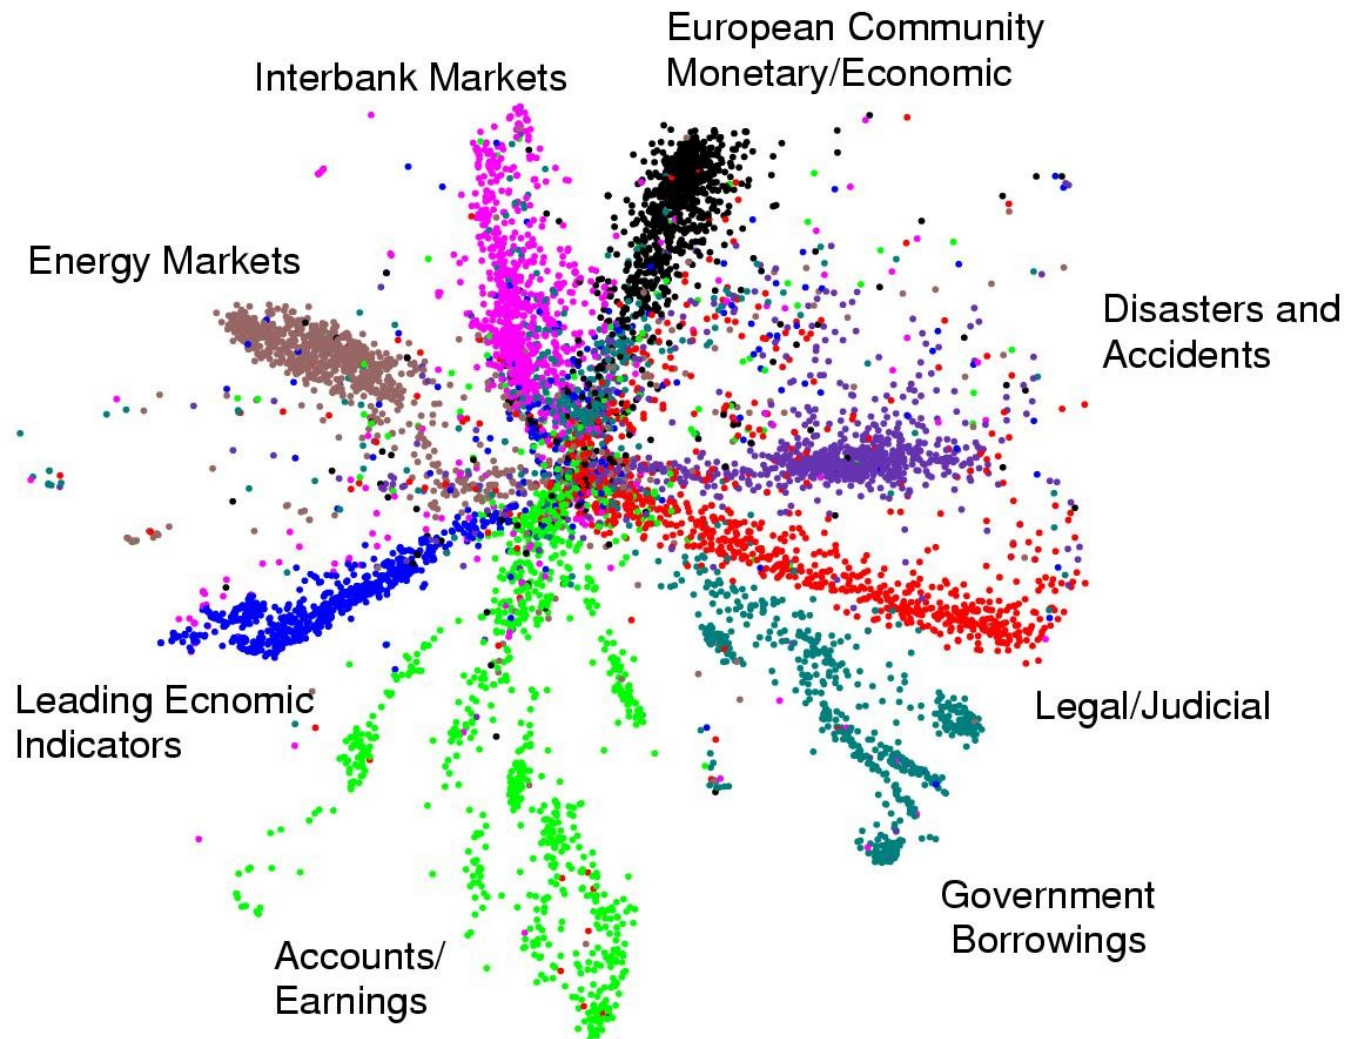 European Community
Monetary/Economic
Interbank Markets
Energy Markets
Disasters and
Accidents
Leading Ecnomic
Indicators
Legal/Judicial
Government
Borrowings
Accounts/
Earnings